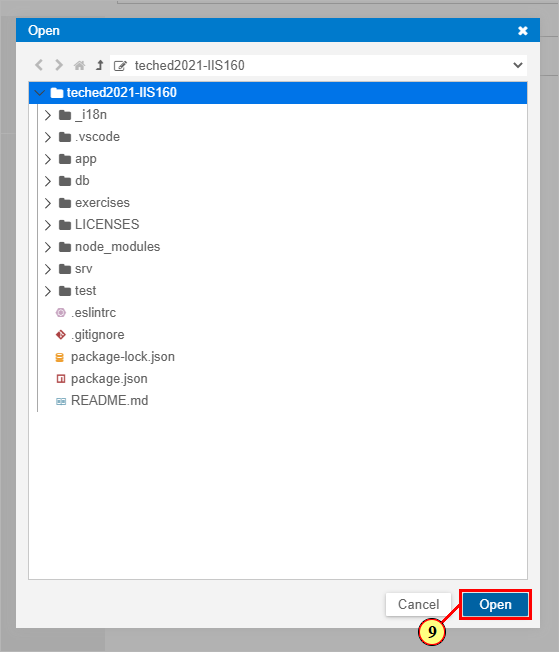 Open
teched2021-IIS160
teched2021-IIS160
_i18n
.vscode
app
db
exercises
LICENSES
node_modules
srv
test
.eslintrc
.gitignore
package-lock.json
package.json
README.md
Cancel
Open
9